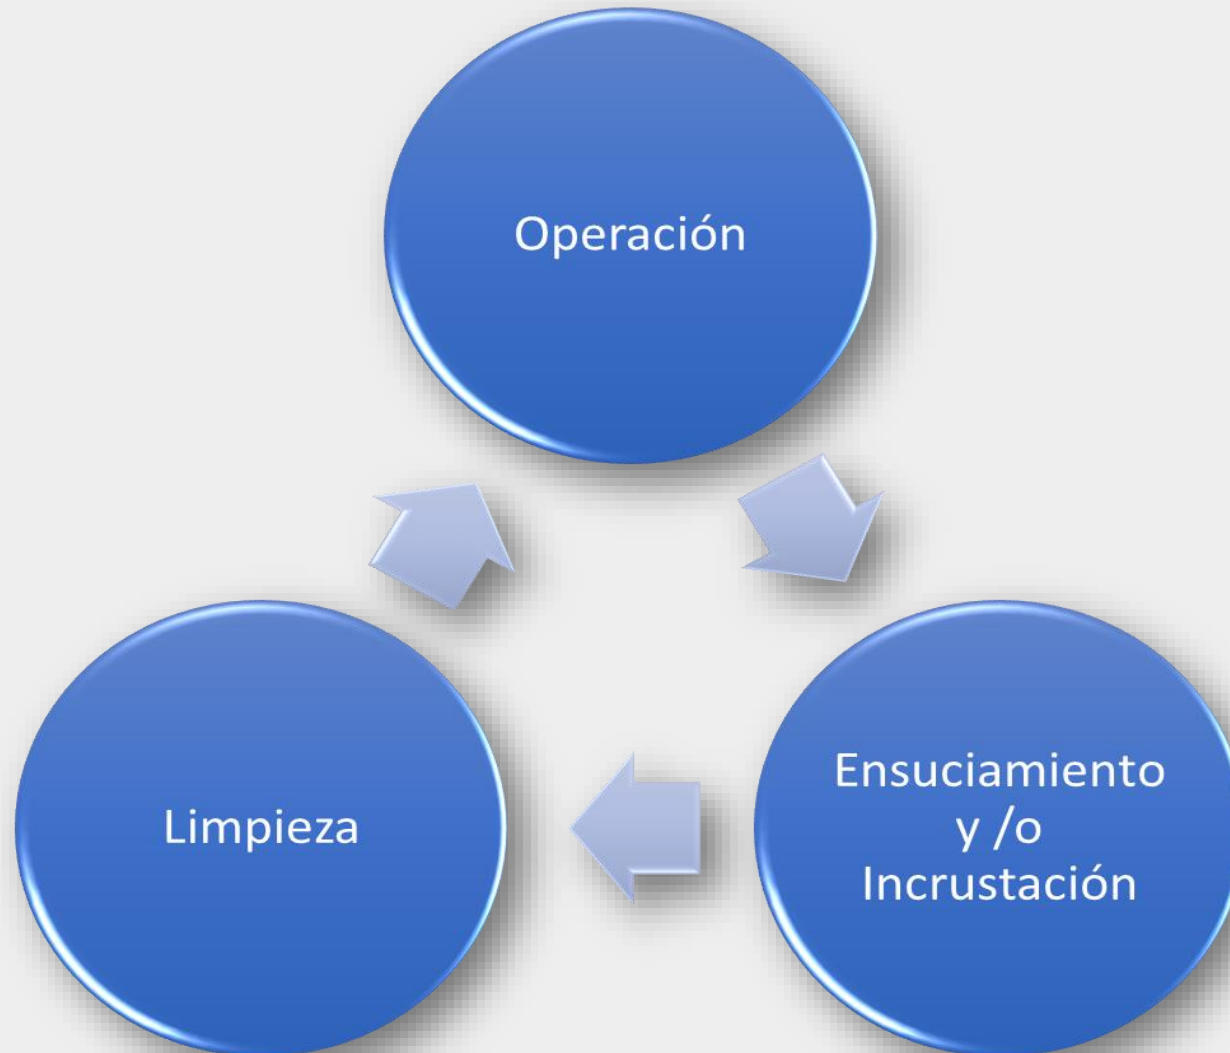 Operación
Limpieza
Ensuciamiento
y /o
Incrustación